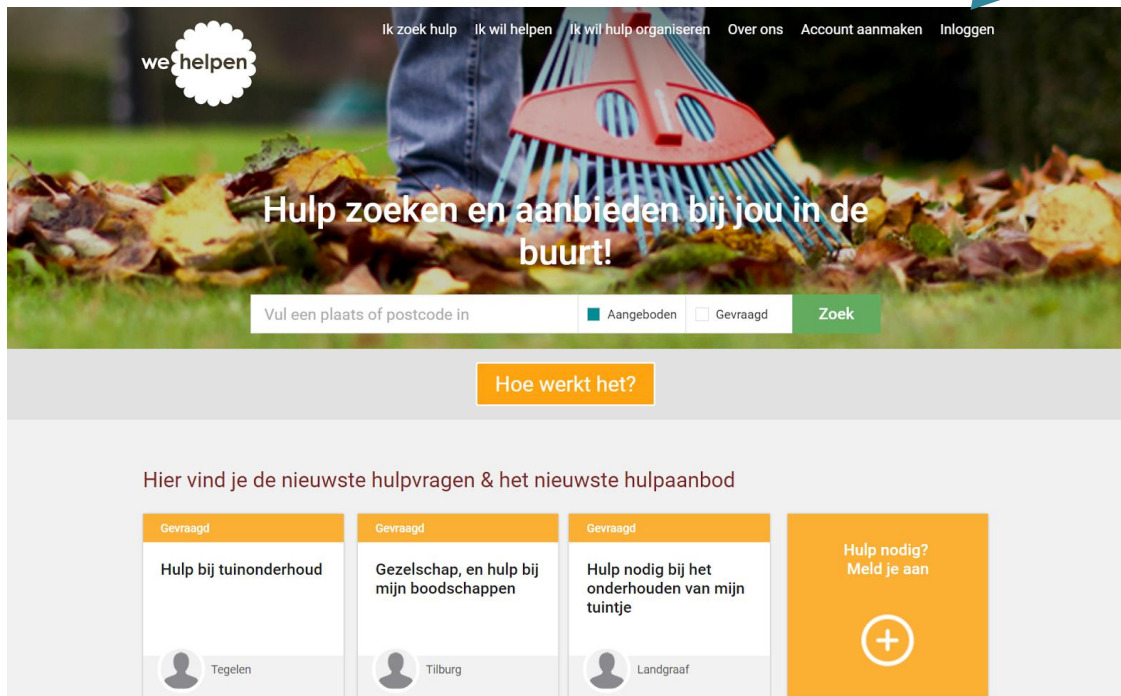 we helpen
Ik zoek hulp Ik wil helpen Ik wil hulp organiseren Over ons Account aanmaken Inloggen
Hulp zoeken en aanbieden bij jou in de
buurt!
Vul een plaats of postcode in Aangeboden Gevraagd Zoek
Hoe werkt het?
Hier vind je de nieuwste hulpvragen & het nieuwste hulpaanbod
Gevraagd
Hulp bij tuinonderhoud
Tegelen
Gevraagd
Gezelschap, en hulp bij
mijn boodschappen
Tilburg
Gevraagd
Hulp nodig bij het
onderhouden van mijn
tuintje
Landgraaf
Hulp nodig?
Meld je aan